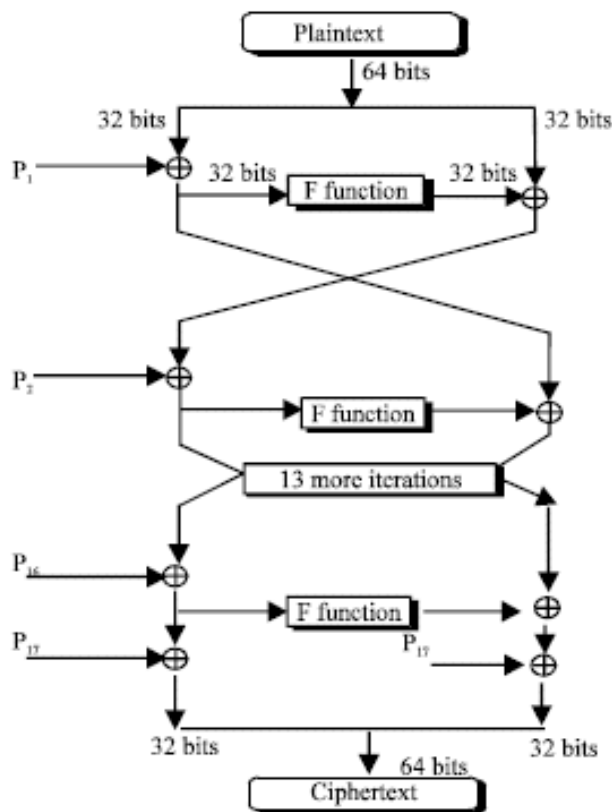 Plaintext
64 bits
32 bits
32 bits
P₁
32 bits
F function
32 bits
P₂
F function
13 more itcrations
P₁₆
F function
P₁₇
P₁₇
32 bits
32 bits
64 bits
Ciphertext